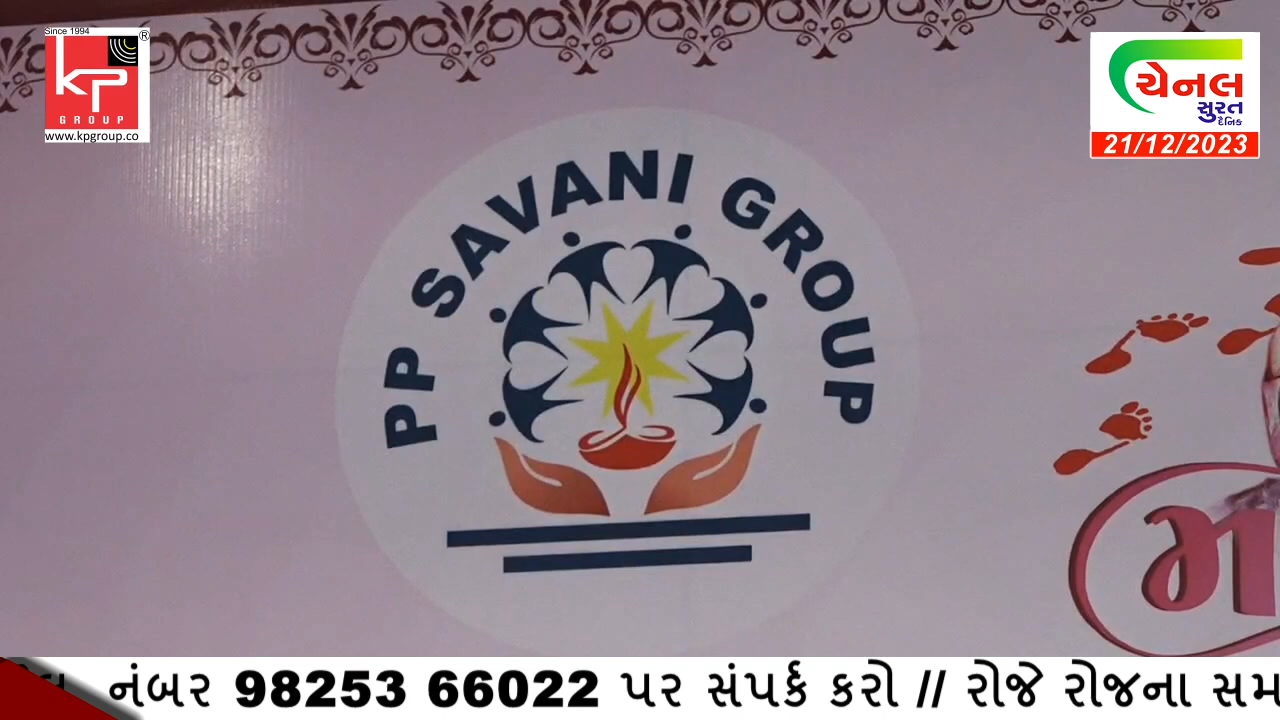 Since 1994
®
KP
GROUP
www.kpgroup.co
ચેનલ
સુરત
દૈનિક
21/12/2023
PP SAVANI GROUP
નંબર 98253 66022 પર સંપર્ક કરો // રોજે રોજના